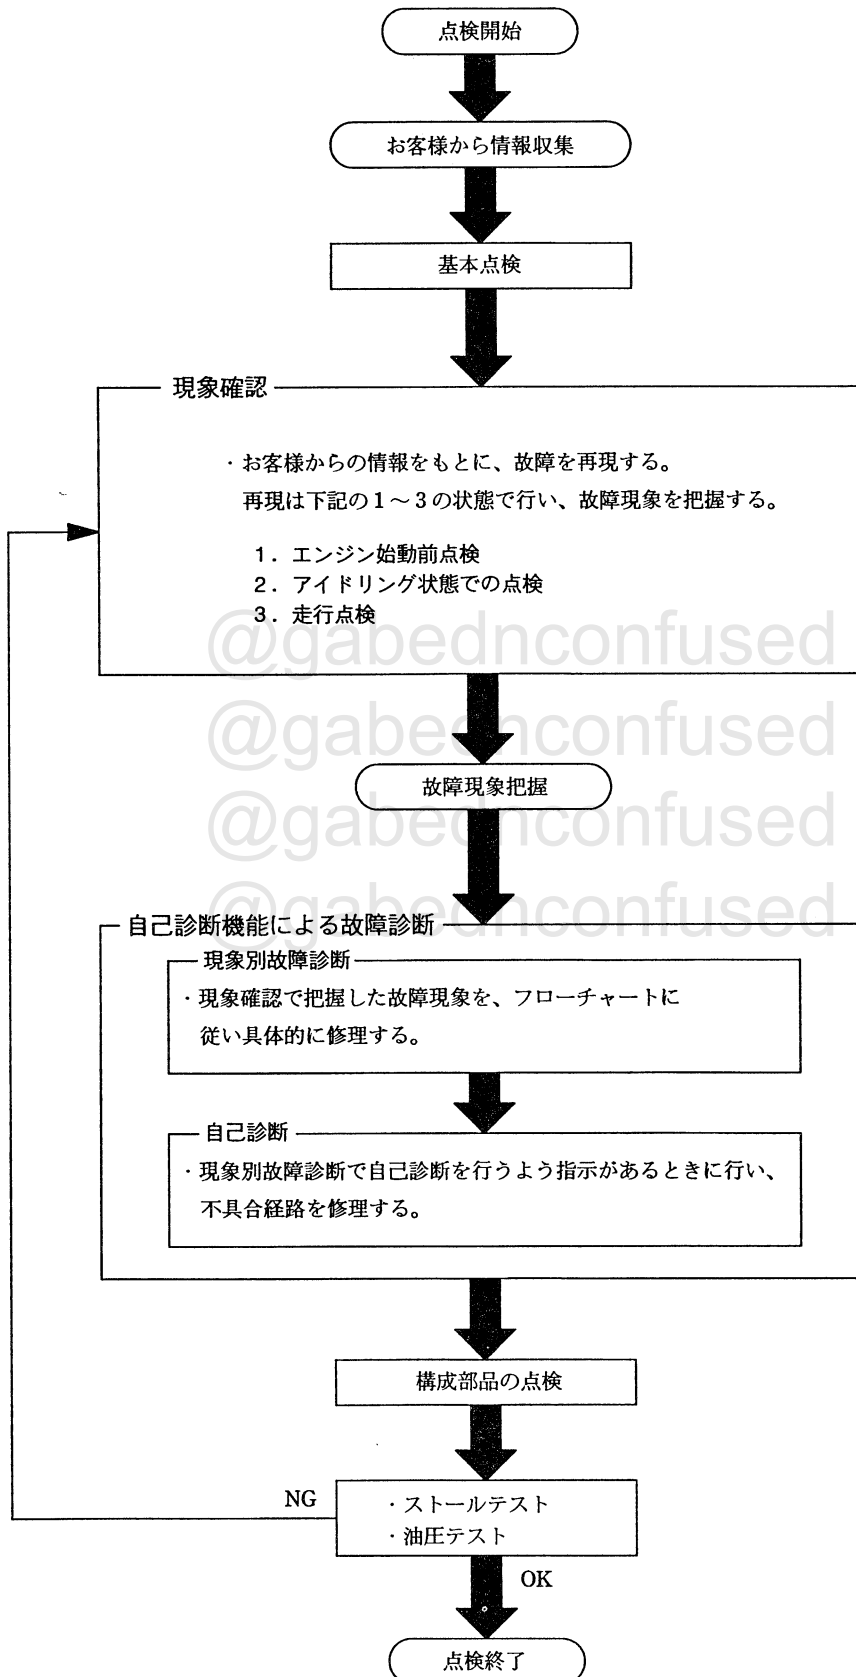 点検開始
お客様から情報収集
基本点検
現象確認
・お客様からの情報をもとに、故障を再現する。
再現は下記の1～3の状態で行い、故障現象を把握する。
1．エンジン始動前点検
2．アイドリング状態での点検
3．走行点検
@gabednconfused
@gabednconfused
故障現象把握
@gabednconfused
@gabednconfused
自己診断機能による故障診断
現象別故障診断
・現象確認で把握した故障現象を、フローチャートに
従い具体的に修理する。
自己診断
・現象別故障診断で自己診断を行うよう指示があるときに行い、
不具合経路を修理する。
構成部品の点検
NG
・ストールテスト
・油圧テスト
OK
点検終了